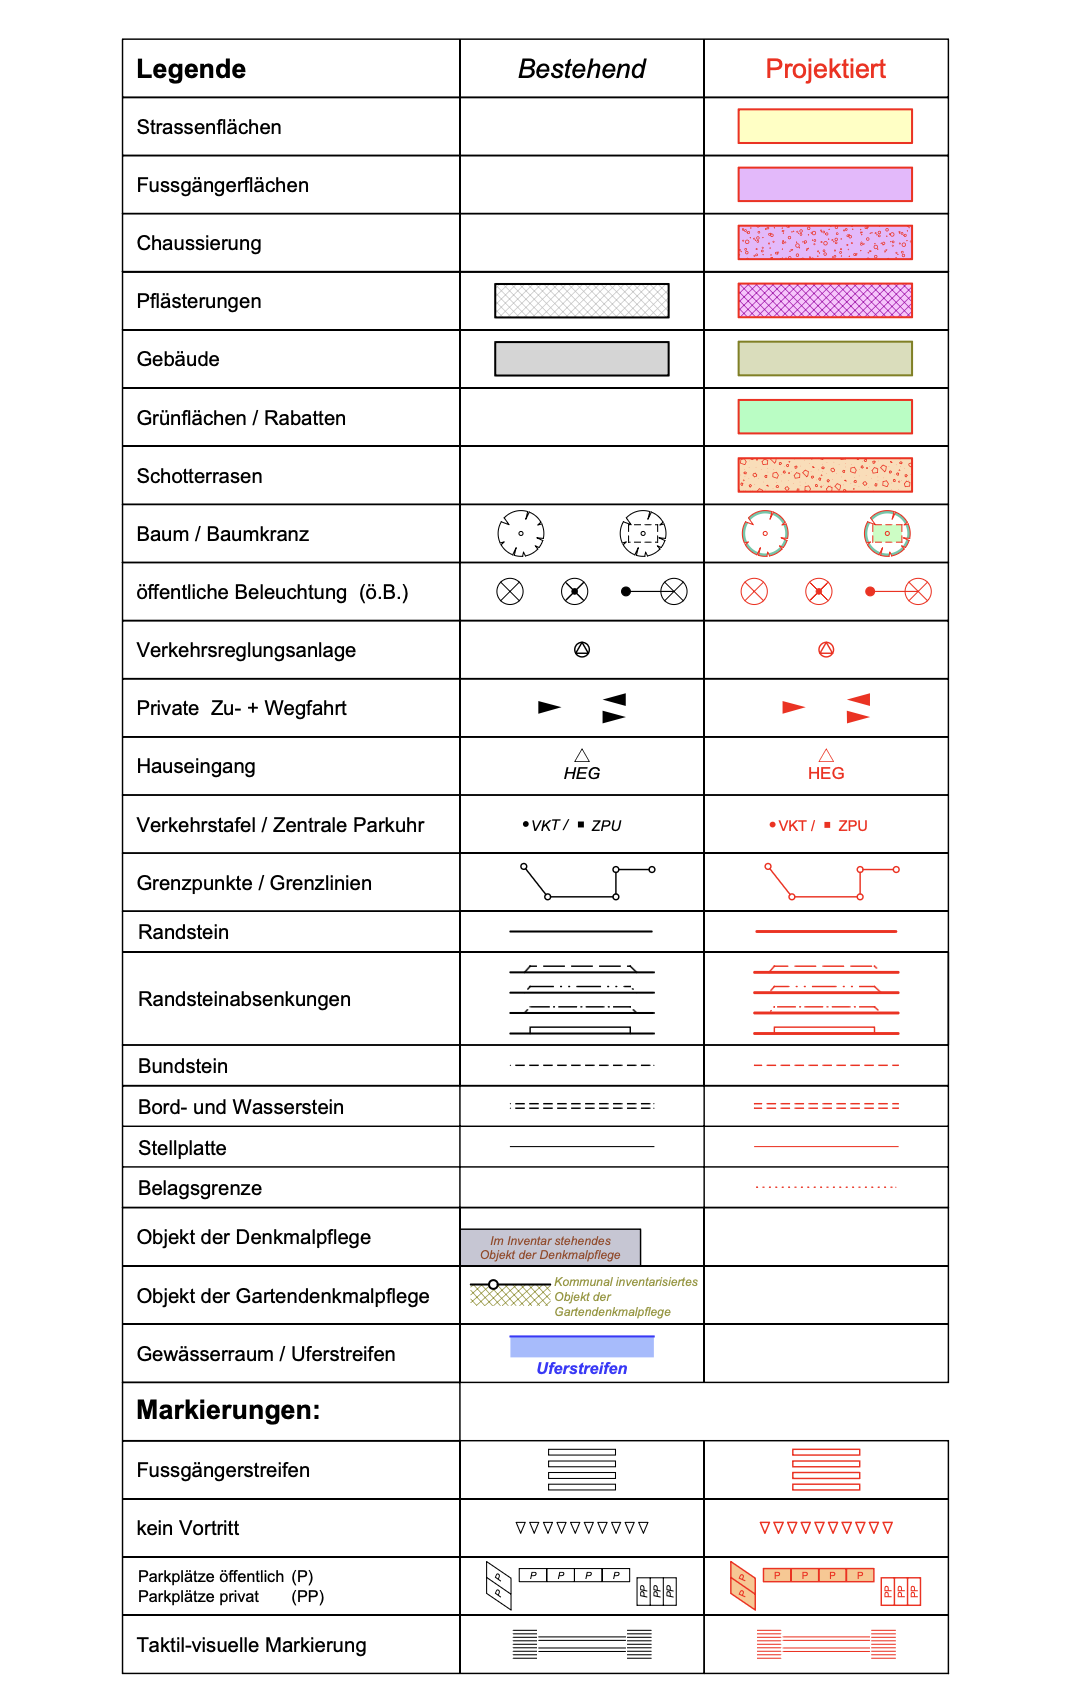 Legende Bestehend Projektiert
Strassenflächen
Fussgängerflächen
Chaussierung
Pflästerungen
Gebäude
Grünflächen / Rabatten
Schotterrasen
Baum / Baumkranz
öffentliche Beleuchtung (ö.B.)
Verkehrsreglungsanlage
Private Zu- + Wegfahrt
Hauseingang HEG HEG
Verkehrstafel / Zentrale Parkuhr VKT / ZPU VKT / ZPU
Grenzpunkte / Grenzlinien
Randstein
Randsteinabsenkungen
Bundstein
Bord- und Wasserstein
Stellplatte
Belagsgrenze
Objekt der Denkmalpflege
Im Inventar stehendes
Objekt der Denkmalpflege
Objekt der Gartendenkmalpflege
Kommunal inventarisiertes
Objekt der
Gartendenkmalpflege
Gewässerraum / Uferstreifen
Uferstreifen
Markierungen:
Fussgängerstreifen
kein Vortritt
Parkplätze öffentlich (P)
Parkplätze privat (PP)
P P P P P P PP PP PP
P P P P P P PP PP PP
Taktil-visuelle Markierung